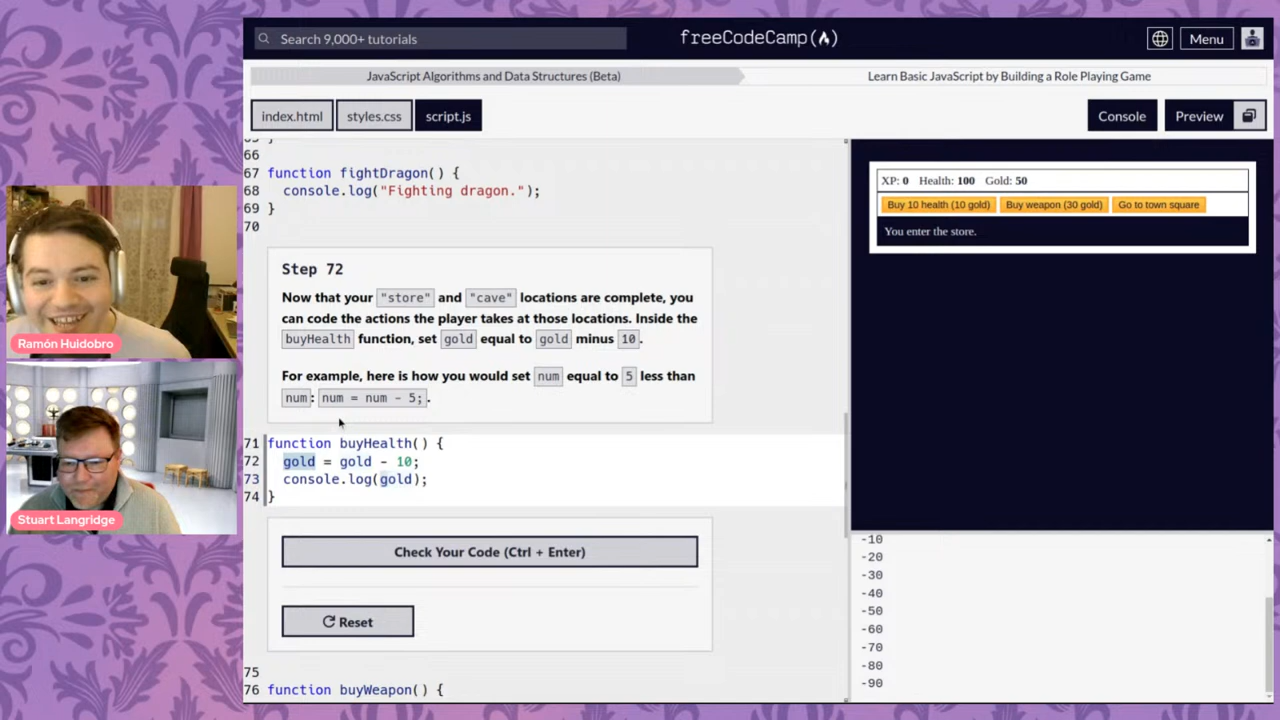 Search 9,000+ tutorials
freeCodeCamp
Menu
JavaScript Algorithms and Data Structures (Beta)
Learn Basic JavaScript by Building a Role Playing Game
index.html
styles.css
script.js
Console
Preview
65 }
66
67 function fightDragon() {
68 console.log("Fighting dragon.");
69 }
70
Step 72
Now that your "store" and "cave" locations are complete, you
can code the actions the player takes at those locations. Inside the
buyHealth function, set gold equal to gold minus 10.
For example, here is how you would set num equal to 5 less than
num: num = num - 5;.
71 function buyHealth() {
72 gold = gold - 10;
73 console.log(gold);
74 }
Check Your Code (Ctrl + Enter)
Reset
75
76 function buyWeapon() {
XP: 0 Health: 100 Gold: 50
Buy 10 health (10 gold)
Buy weapon (30 gold)
Go to town square
You enter the store.
-10
-20
-30
-40
-50
-60
-70
-80
-90
Ramón Huidobro
Stuart Langridge